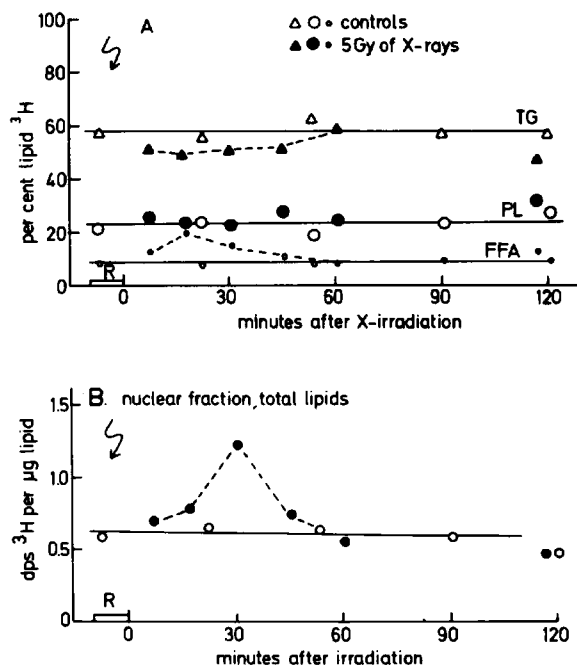 A
△ ○ ∘ controls
▲ ● • 5Gy of X-rays
per cent lipid ³H
100
80
60
40
20
0
TG
PL
FFA
R
0 30 60 90 120
minutes after X-irradiation
B. nuclear fraction, total lipids
dps ³H per µg lipid
1.5
1.0
0.5
0
R
0 30 60 90 120
minutes after irradiation